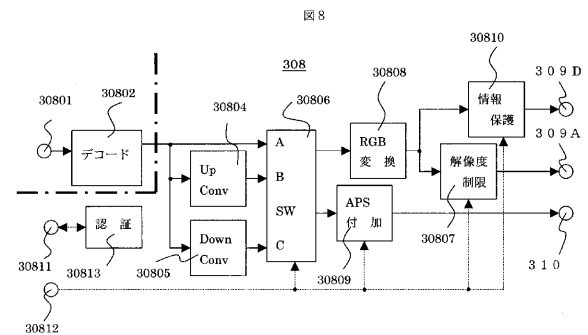 図8
30810
308
309D
30801
30802
30804
30806
30808
情報
保護
309A
デコード
A
RGB
変換
Up
Conv
B
解像度
制限
SW
APS
付加
認 証
Down
Conv
C
30807
30811
30813
30805
30809
310
30812